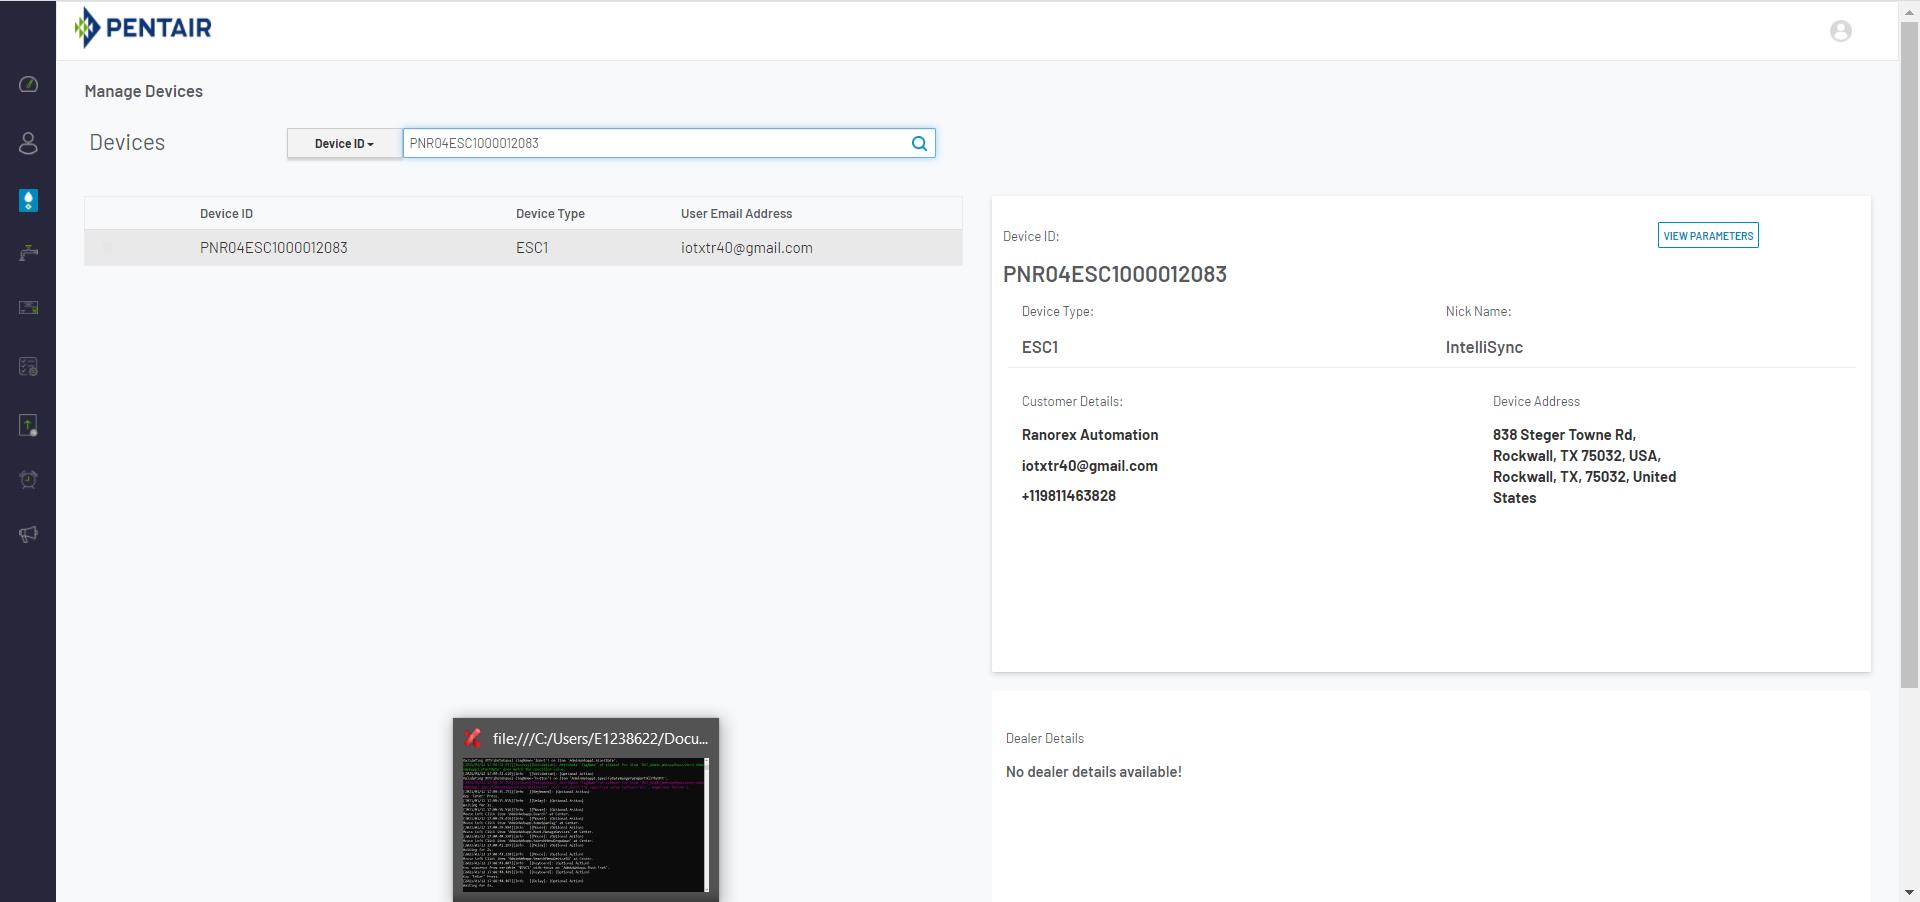 PENTAIR
Manage Devices
Devices
Device ID
PNR04ESC1000012083
Device ID Device Type User Email Address
PNR04ESC1000012083 ESC1 iotxtr40@gmail.com
Device ID:
VIEW PARAMETERS
PNR04ESC1000012083
Device Type: Nick Name:
ESC1 IntelliSync
Customer Details: Device Address
Ranorex Automation
iotxtr40@gmail.com
+119811463828
838 Steger Towne Rd,
Rockwall, TX 75032, USA,
Rockwall, TX, 75032, United
States
Dealer Details
No dealer details available!
file:///C:/Users/E1238622/Docu...